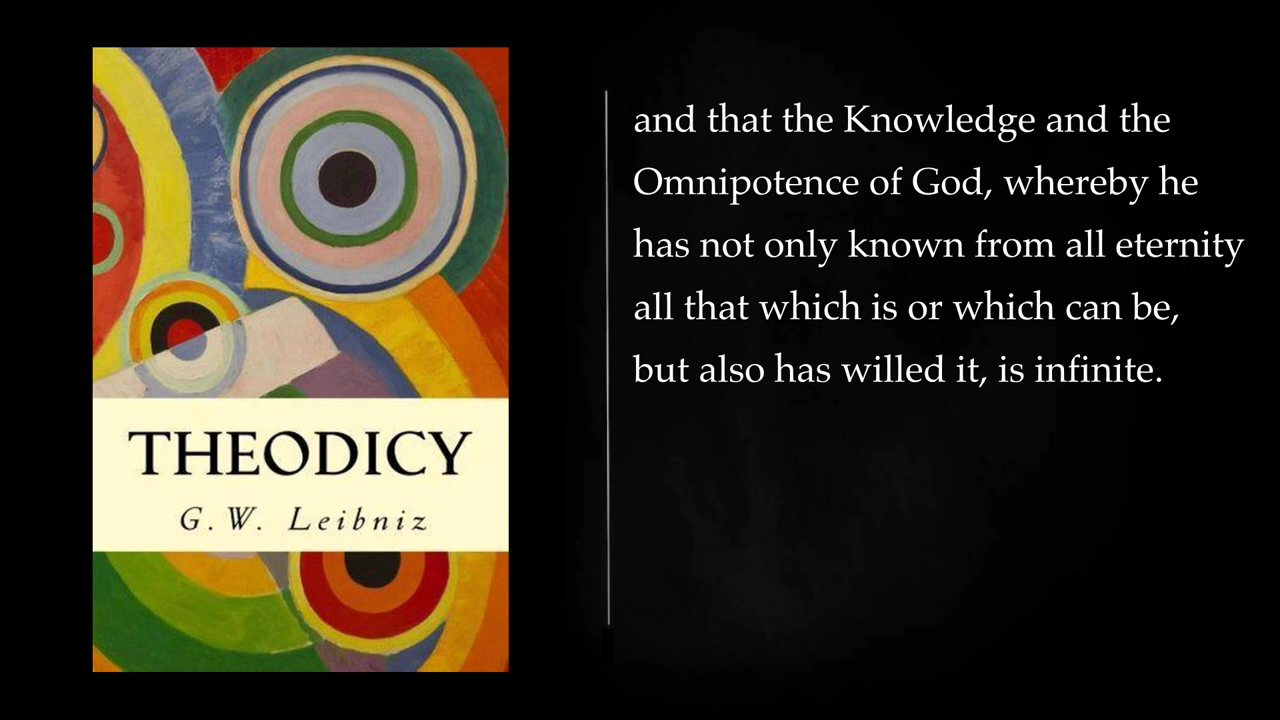 THEODICY
G. W. Leibniz
and that the Knowledge and the
Omnipotence of God, whereby he
has not only known from all eternity
all that which is or which can be,
but also has willed it, is infinite.